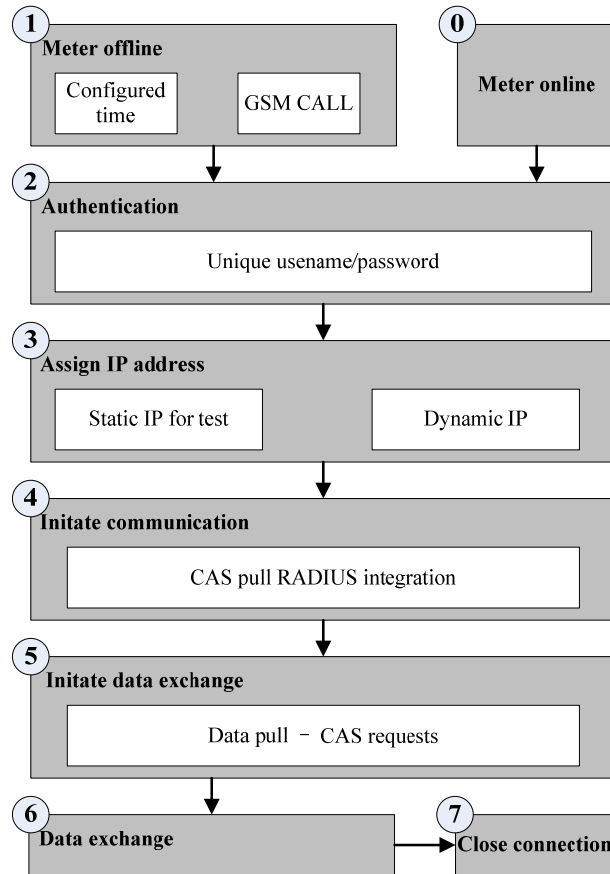 1
Meter offline
Configured
time
GSM CALL
0
Meter online
2
Authentication
Unique usename/password
3
Assign IP address
Static IP for test
Dynamic IP
4
Initate communication
CAS pull RADIUS integration
5
Initate data exchange
Data pull - CAS requests
6
Data exchange
7
Close connection